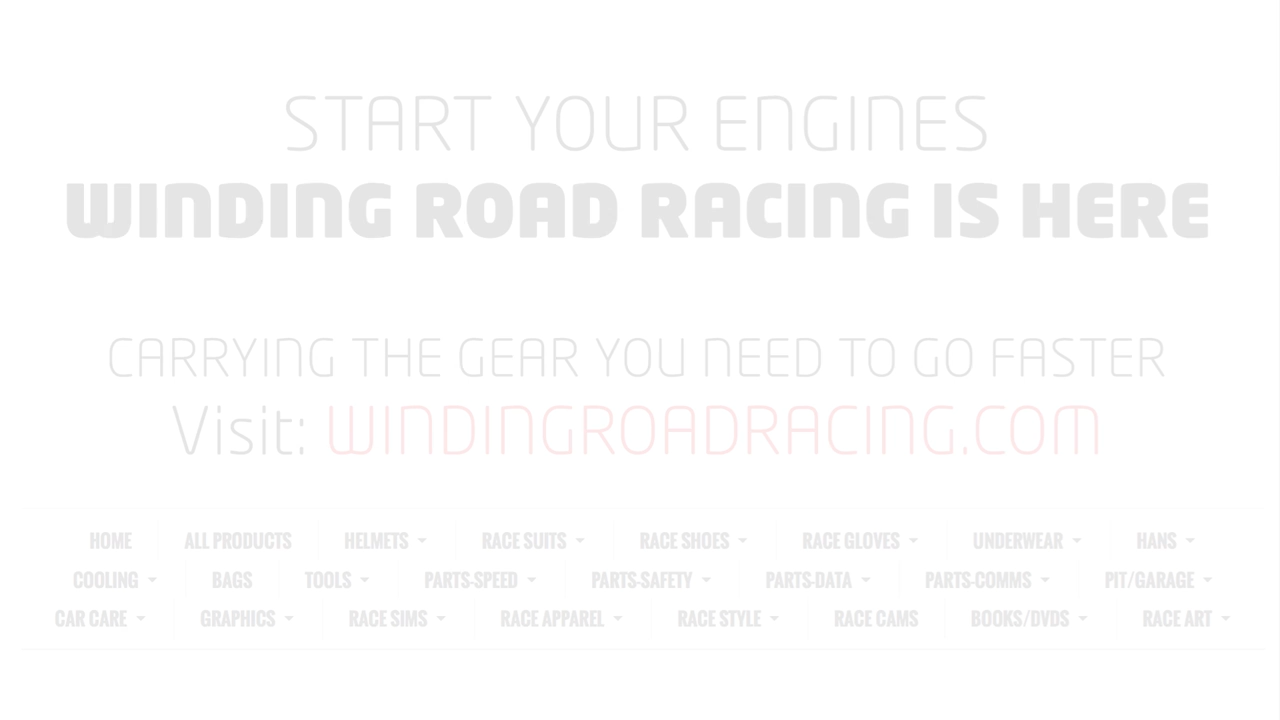 START YOUR ENGINES
WINDING ROAD RACING IS HERE
CARRYING THE GEAR YOU NEED TO GO FASTER
Visit: WINDINGROADRACING.COM
HOME ALL PRODUCTS HELMETS RACE SUITS RACE SHOES RACE GLOVES UNDERWEAR HANS
COOLING BAGS TOOLS PARTS-SPEED PARTS-SAFETY PARTS-DATA PARTS-COMMS PIT/GARAGE
CAR CARE GRAPHICS RACE SIMS RACE APPAREL RACE STYLE RACE CAMS BOOKS/DVDS RACE ART